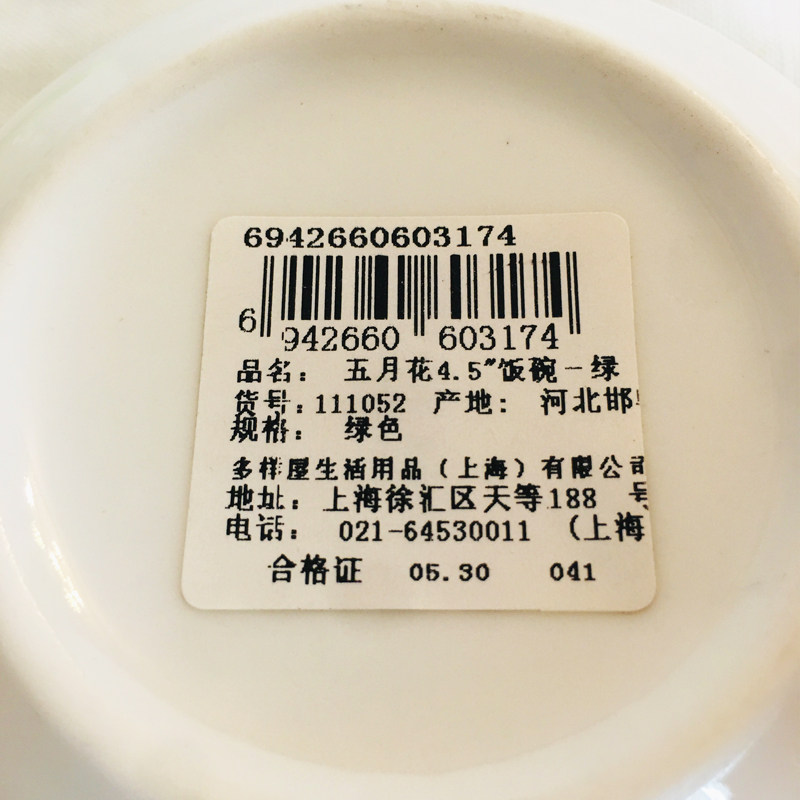 6942660603174
6 942660 603174
品名： 五月花4.5"饭碗-绿
货号：111052 产地： 河北邯
规格： 绿色
多样屋生活用品（上海）有限公司
地址：上海徐汇区天等188 号
电话： 021-64530011 （上海
合格证 05.30 041